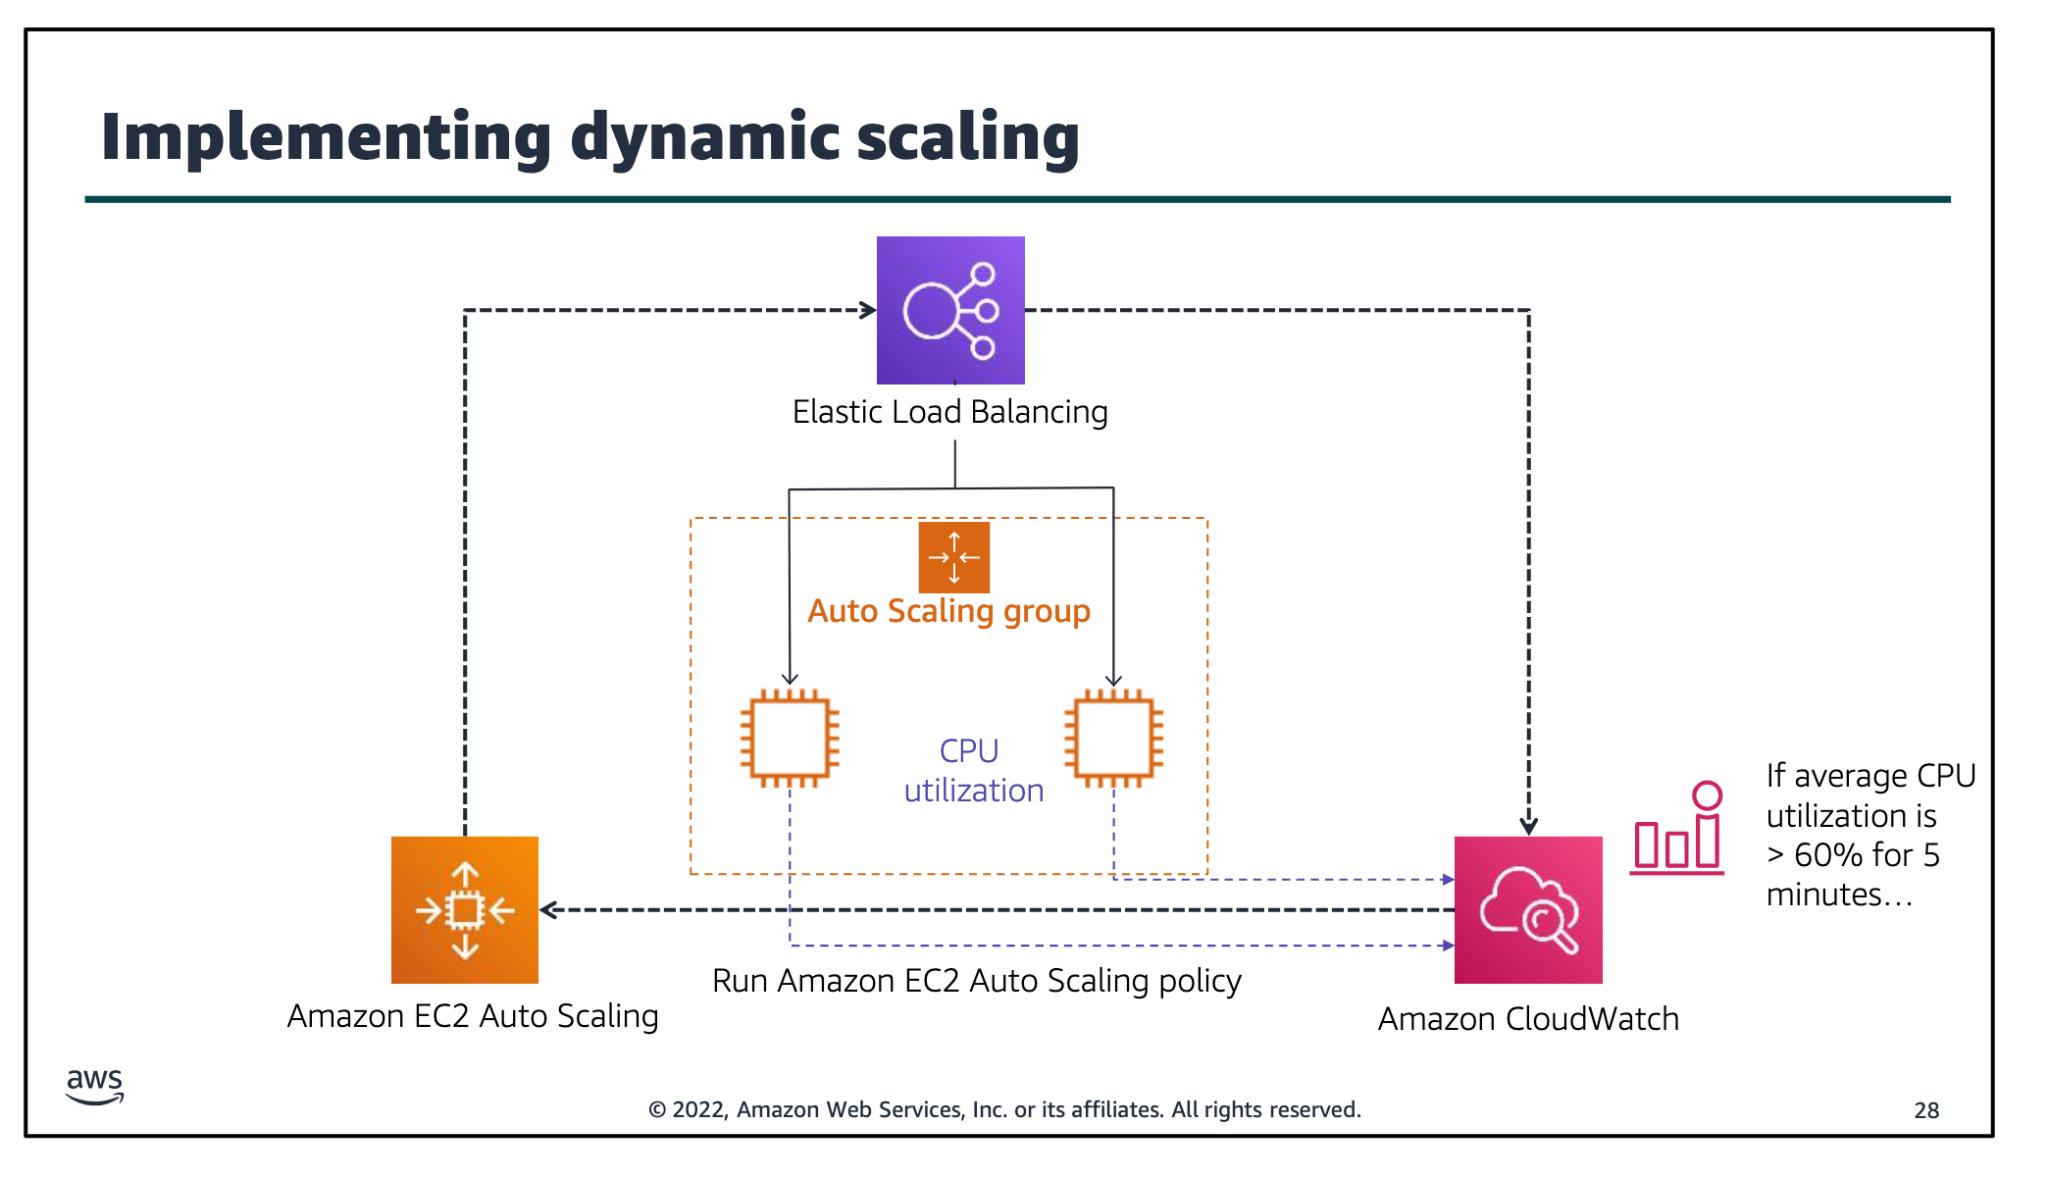 Implementing dynamic scaling
Elastic Load Balancing
Auto Scaling group
CPU
utilization
If average CPU
utilization is
> 60% for 5
minutes…
Run Amazon EC2 Auto Scaling policy
Amazon EC2 Auto Scaling
Amazon CloudWatch
aws
© 2022, Amazon Web Services, Inc. or its affiliates. All rights reserved.
28